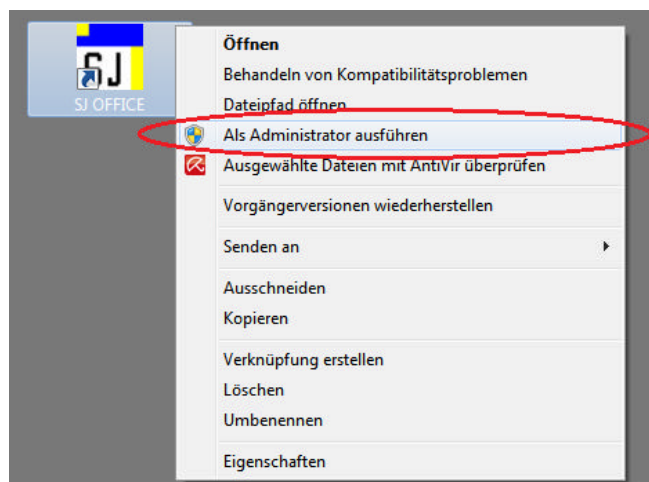 SJ
SJ OFFICE
Öffnen
Behandeln von Kompatibilitätsproblemen
Dateipfad öffnen
Als Administrator ausführen
Ausgewählte Dateien mit AntiVir überprüfen
Vorgängerversionen wiederherstellen
Senden an
Ausschneiden
Kopieren
Verknüpfung erstellen
Löschen
Umbenennen
Eigenschaften